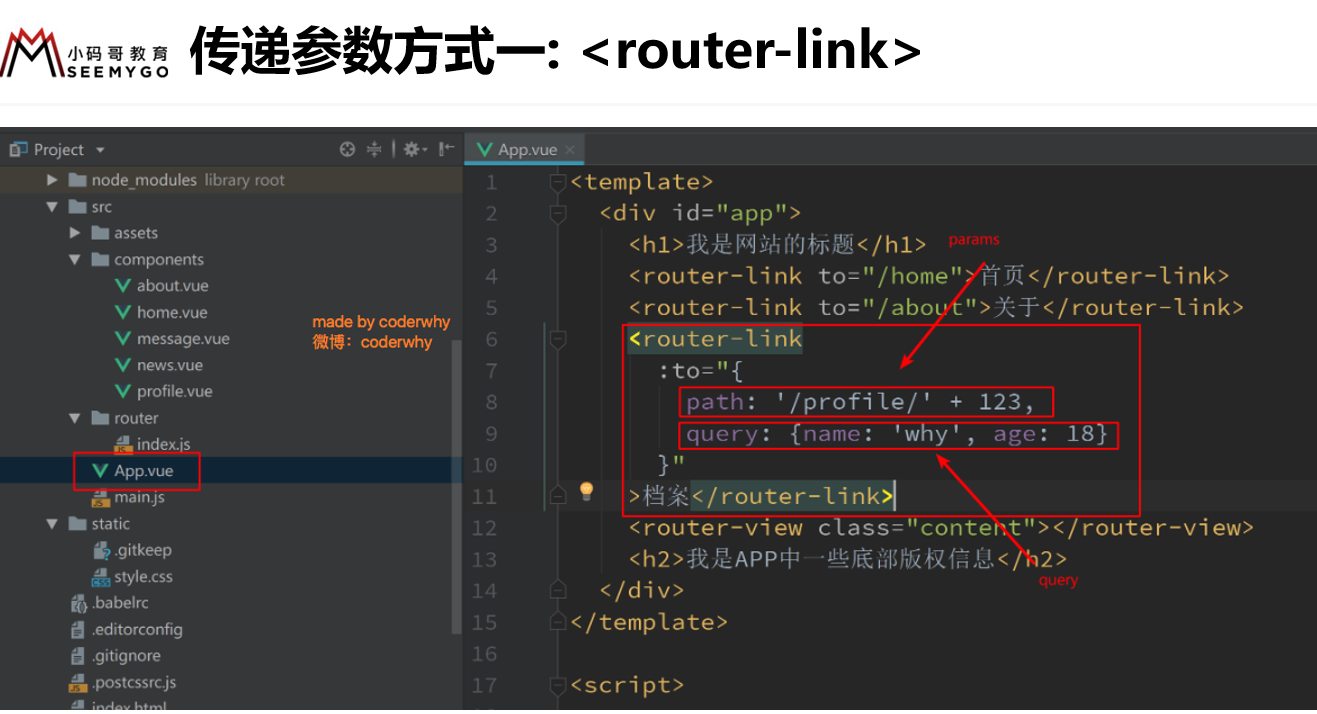 小码哥教育
SEEMYGO
传递参数方式一: <router-link>
Project
node_modules library root
src
assets
components
about.vue
home.vue
message.vue
news.vue
profile.vue
router
index.js
App.vue
main.js
static
.gitkeep
style.css
.babelrc
.editorconfig
.gitignore
.postcssrc.js
index.html
made by coderwhy
微博：coderwhy
App.vue
1 <template>
2 <div id="app">
3 <h1>我是网站的标题</h1>
params
4 <router-link to="/home">首页</router-link>
5 <router-link to="/about">关于</router-link>
6 <router-link
7 :to="{
8 path: '/profile/' + 123,
9 query: {name: 'why', age: 18}
10 }"
11 >档案</router-link>
12 <router-view class="content"></router-view>
13 <h2>我是APP中一些底部版权信息</h2>
query
14 </div>
15 </template>
16
17 <script>